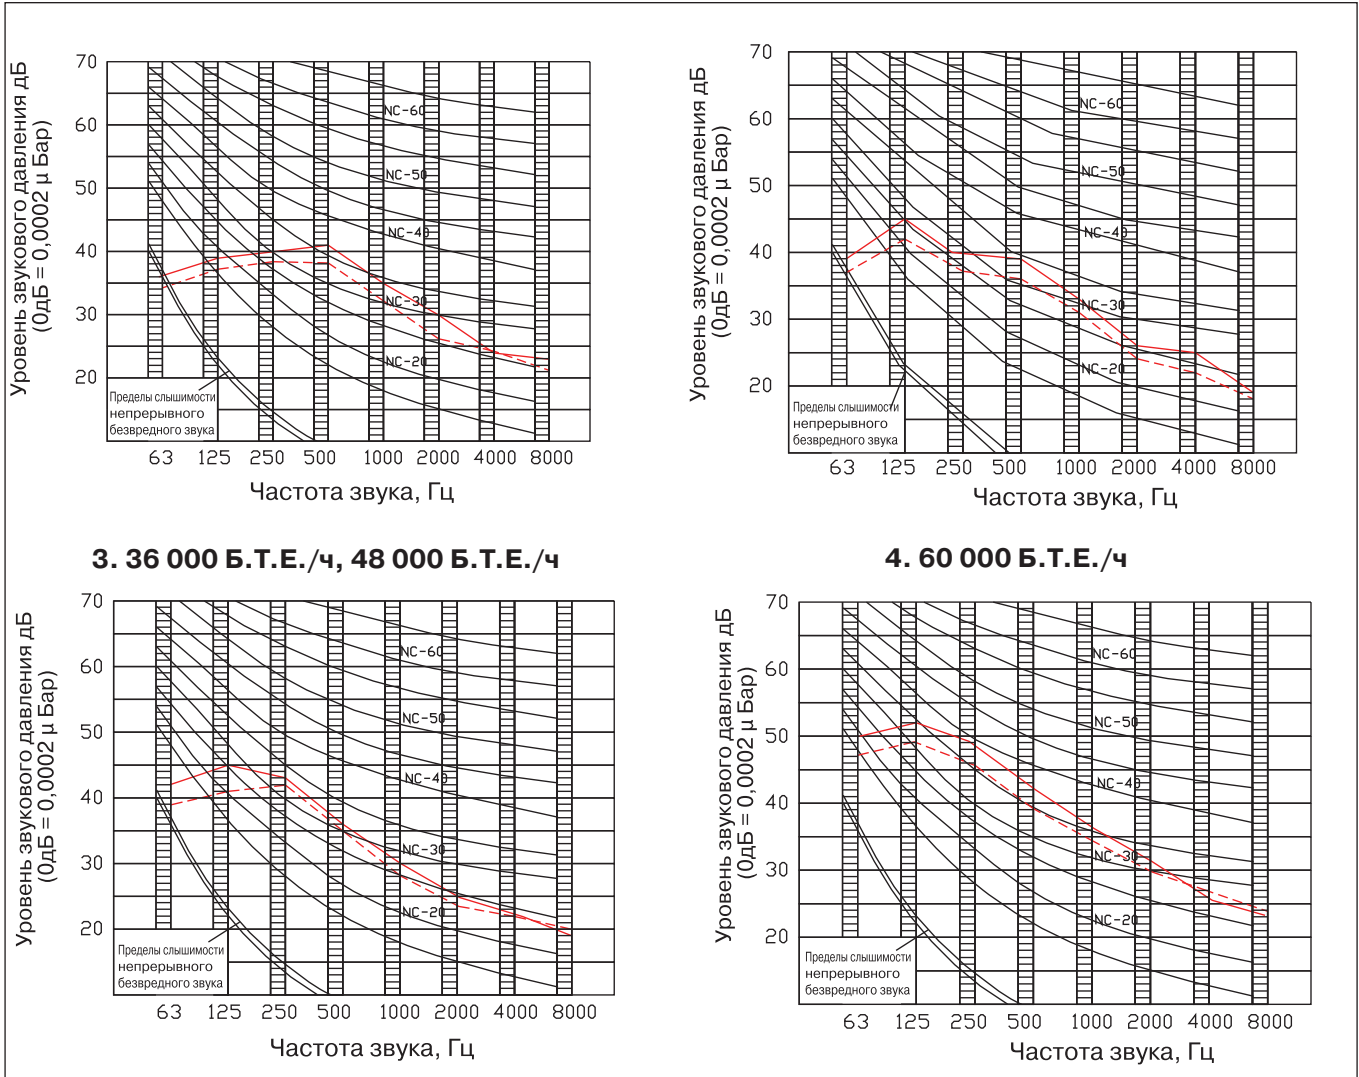 Уровень звукового давления дБ
(0дБ = 0,0002 µ Бар)
70
60
50
40
30
20
NC-60
NC-50
NC-40
NC-30
NC-20
Пределы слышимости
непрерывного
безвредного звука
63 125 250 500 1000 2000 4000 8000
Частота звука, Гц
Уровень звукового давления дБ
(0дБ = 0,0002 µ Бар)
70
60
50
40
30
20
NC-60
NC-50
NC-40
NC-30
NC-20
Пределы слышимости
непрерывного
безвредного звука
63 125 250 500 1000 2000 4000 8000
Частота звука, Гц
3. 36 000 Б.Т.Е./ч, 48 000 Б.Т.Е./ч
Уровень звукового давления дБ
(0дБ = 0,0002 µ Бар)
70
60
50
40
30
20
NC-60
NC-50
NC-40
NC-30
NC-20
Пределы слышимости
непрерывного
безвредного звука
63 125 250 500 1000 2000 4000 8000
Частота звука, Гц
4. 60 000 Б.Т.Е./ч
Уровень звукового давления дБ
(0дБ = 0,0002 µ Бар)
70
60
50
40
30
20
NC-60
NC-50
NC-40
NC-30
NC-20
Пределы слышимости
непрерывного
безвредного звука
63 125 250 500 1000 2000 4000 8000
Частота звука, Гц